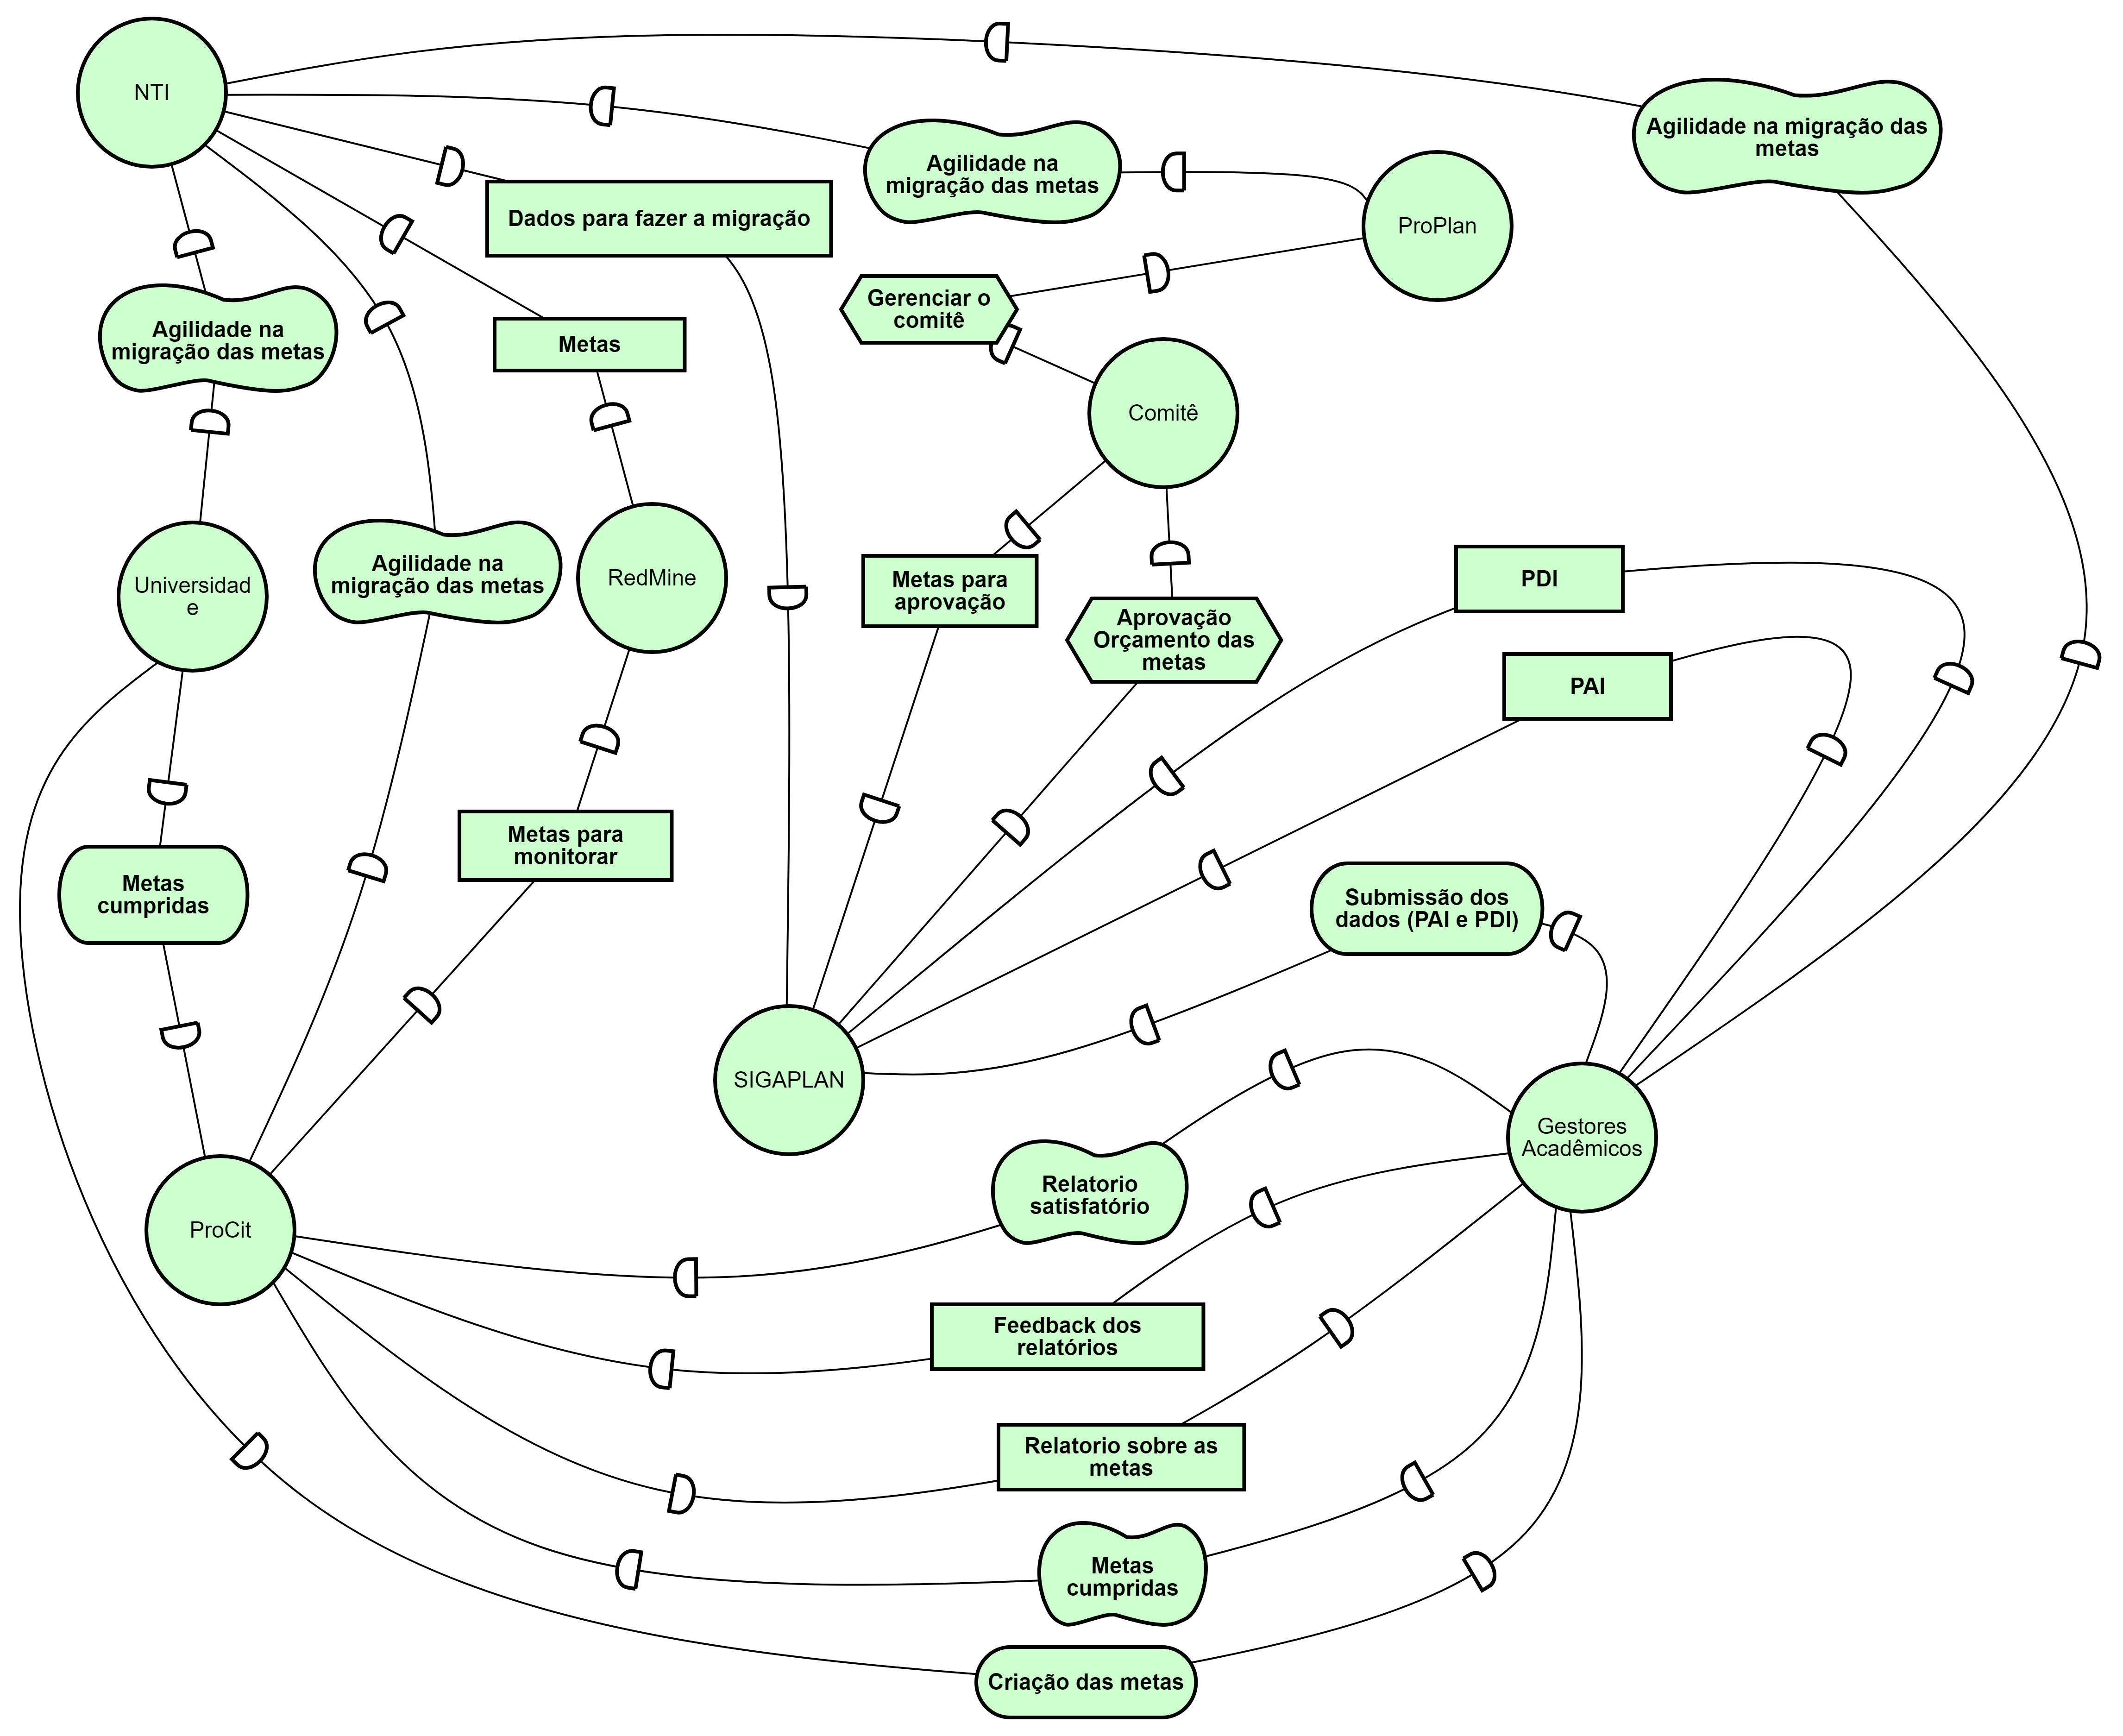 NTI
Agilidade na migração das
metas
Agilidade na
migração das metas
Dados para fazer a migração
ProPlan
Gerenciar o
comitê
Agilidade na
migração das metas
Metas
Comitê
Universidad
e
Agilidade na
migração das metas
RedMine
Metas para
aprovação
Aprovação
Orçamento das
metas
PDI
PAI
Metas para
monitorar
Metas
cumpridas
Submissão dos
dados (PAI e PDI)
SIGAPLAN
Gestores
Acadêmicos
Relatorio
satisfatório
ProCit
Feedback dos
relatórios
Relatorio sobre as
metas
Metas
cumpridas
Criação das metas